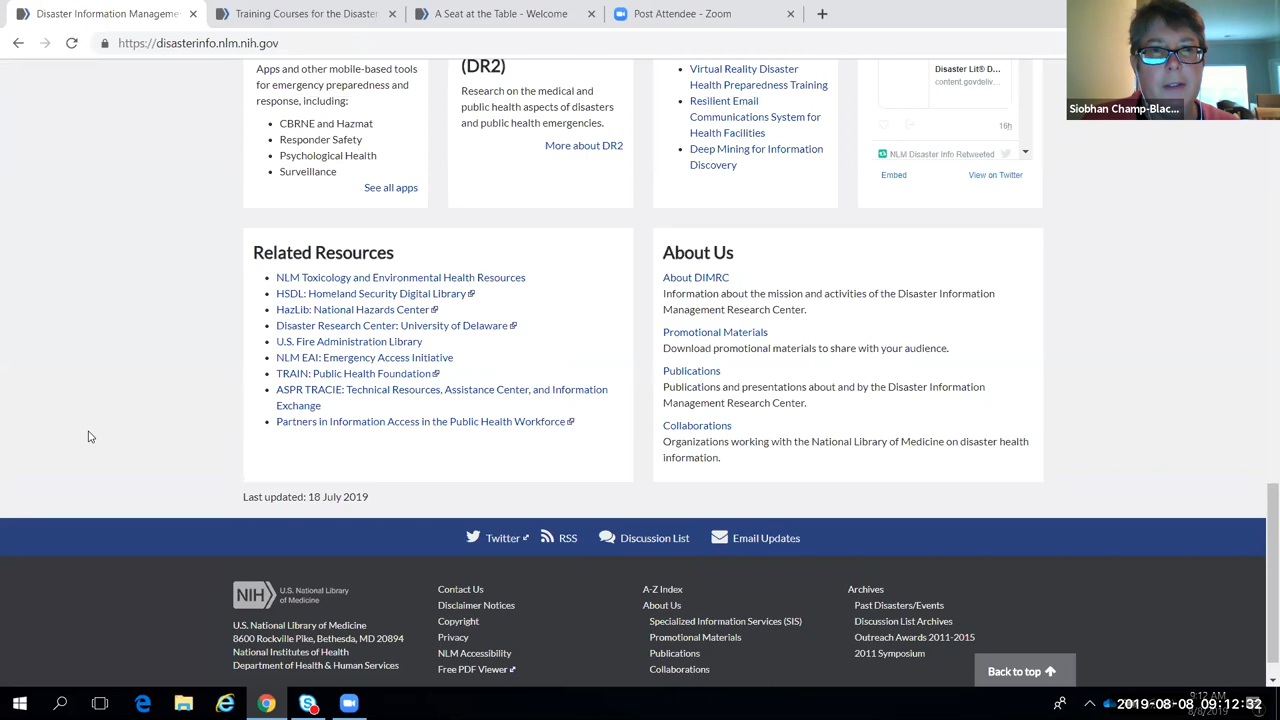 Disaster Information Manageme
Training Courses for the Disaster
A Seat at the Table - Welcome
Post Attendee - Zoom
https://disasterinfo.nlm.nih.gov
Siobhan Champ-Blac...
Apps and other mobile-based tools
for emergency preparedness and
response, including:
CBRNE and Hazmat
Responder Safety
Psychological Health
Surveillance
See all apps
(DR2)
Research on the medical and
public health aspects of disasters
and public health emergencies.
More about DR2
Virtual Reality Disaster
Health Preparedness Training
Resilient Email
Communications System for
Health Facilities
Deep Mining for Information
Discovery
Disaster Lit® D...
content.govdeliv...
16h
NLM Disaster Info Retweeted
Embed
View on Twitter
Related Resources
NLM Toxicology and Environmental Health Resources
HSDL: Homeland Security Digital Library
HazLib: National Hazards Center
Disaster Research Center: University of Delaware
U.S. Fire Administration Library
NLM EAI: Emergency Access Initiative
TRAIN: Public Health Foundation
ASPR TRACIE: Technical Resources, Assistance Center, and Information
Exchange
Partners in Information Access in the Public Health Workforce
About Us
About DIMRC
Information about the mission and activities of the Disaster Information
Management Research Center.
Promotional Materials
Download promotional materials to share with your audience.
Publications
Publications and presentations about and by the Disaster Information
Management Research Center.
Collaborations
Organizations working with the National Library of Medicine on disaster health
information.
Last updated: 18 July 2019
Twitter
RSS
Discussion List
Email Updates
NIH
U.S. National Library
of Medicine
U.S. National Library of Medicine
8600 Rockville Pike, Bethesda, MD 20894
National Institutes of Health
Department of Health & Human Services
Contact Us
Disclaimer Notices
Copyright
Privacy
NLM Accessibility
Free PDF Viewer
A-Z Index
About Us
Specialized Information Services (SIS)
Promotional Materials
Publications
Collaborations
Archives
Past Disasters/Events
Discussion List Archives
Outreach Awards 2011-2015
2011 Symposium
Back to top
9:12 AM
2019-08-08 09:12:32
8/8/2019